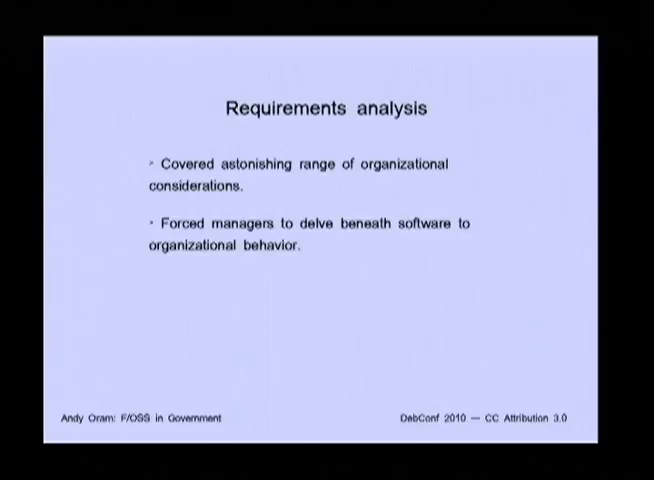 Requirements analysis
Covered astonishing range of organizational
considerations.
Forced managers to delve beneath software to
organizational behavior.
Andy Oram: F/OSS in Government
DebConf 2010 — CC Attribution 3.0